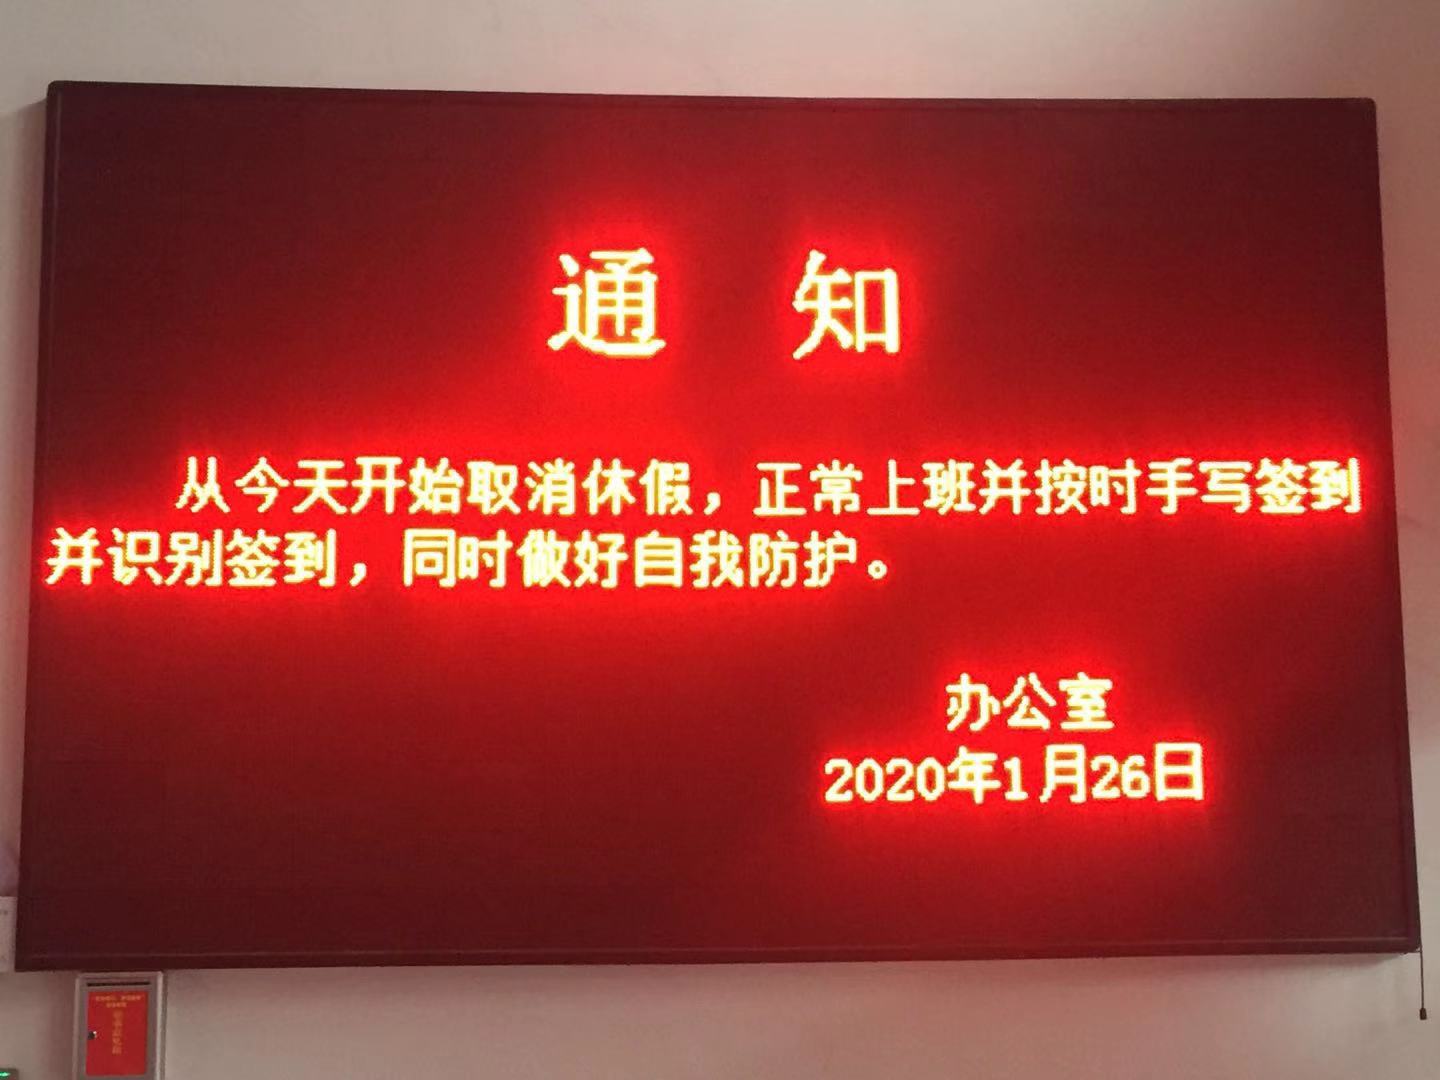 通知
从今天开始取消休假，正常上班并按时手写签到
并识别签到，同时做好自我防护。
办公室
2020年1月26日